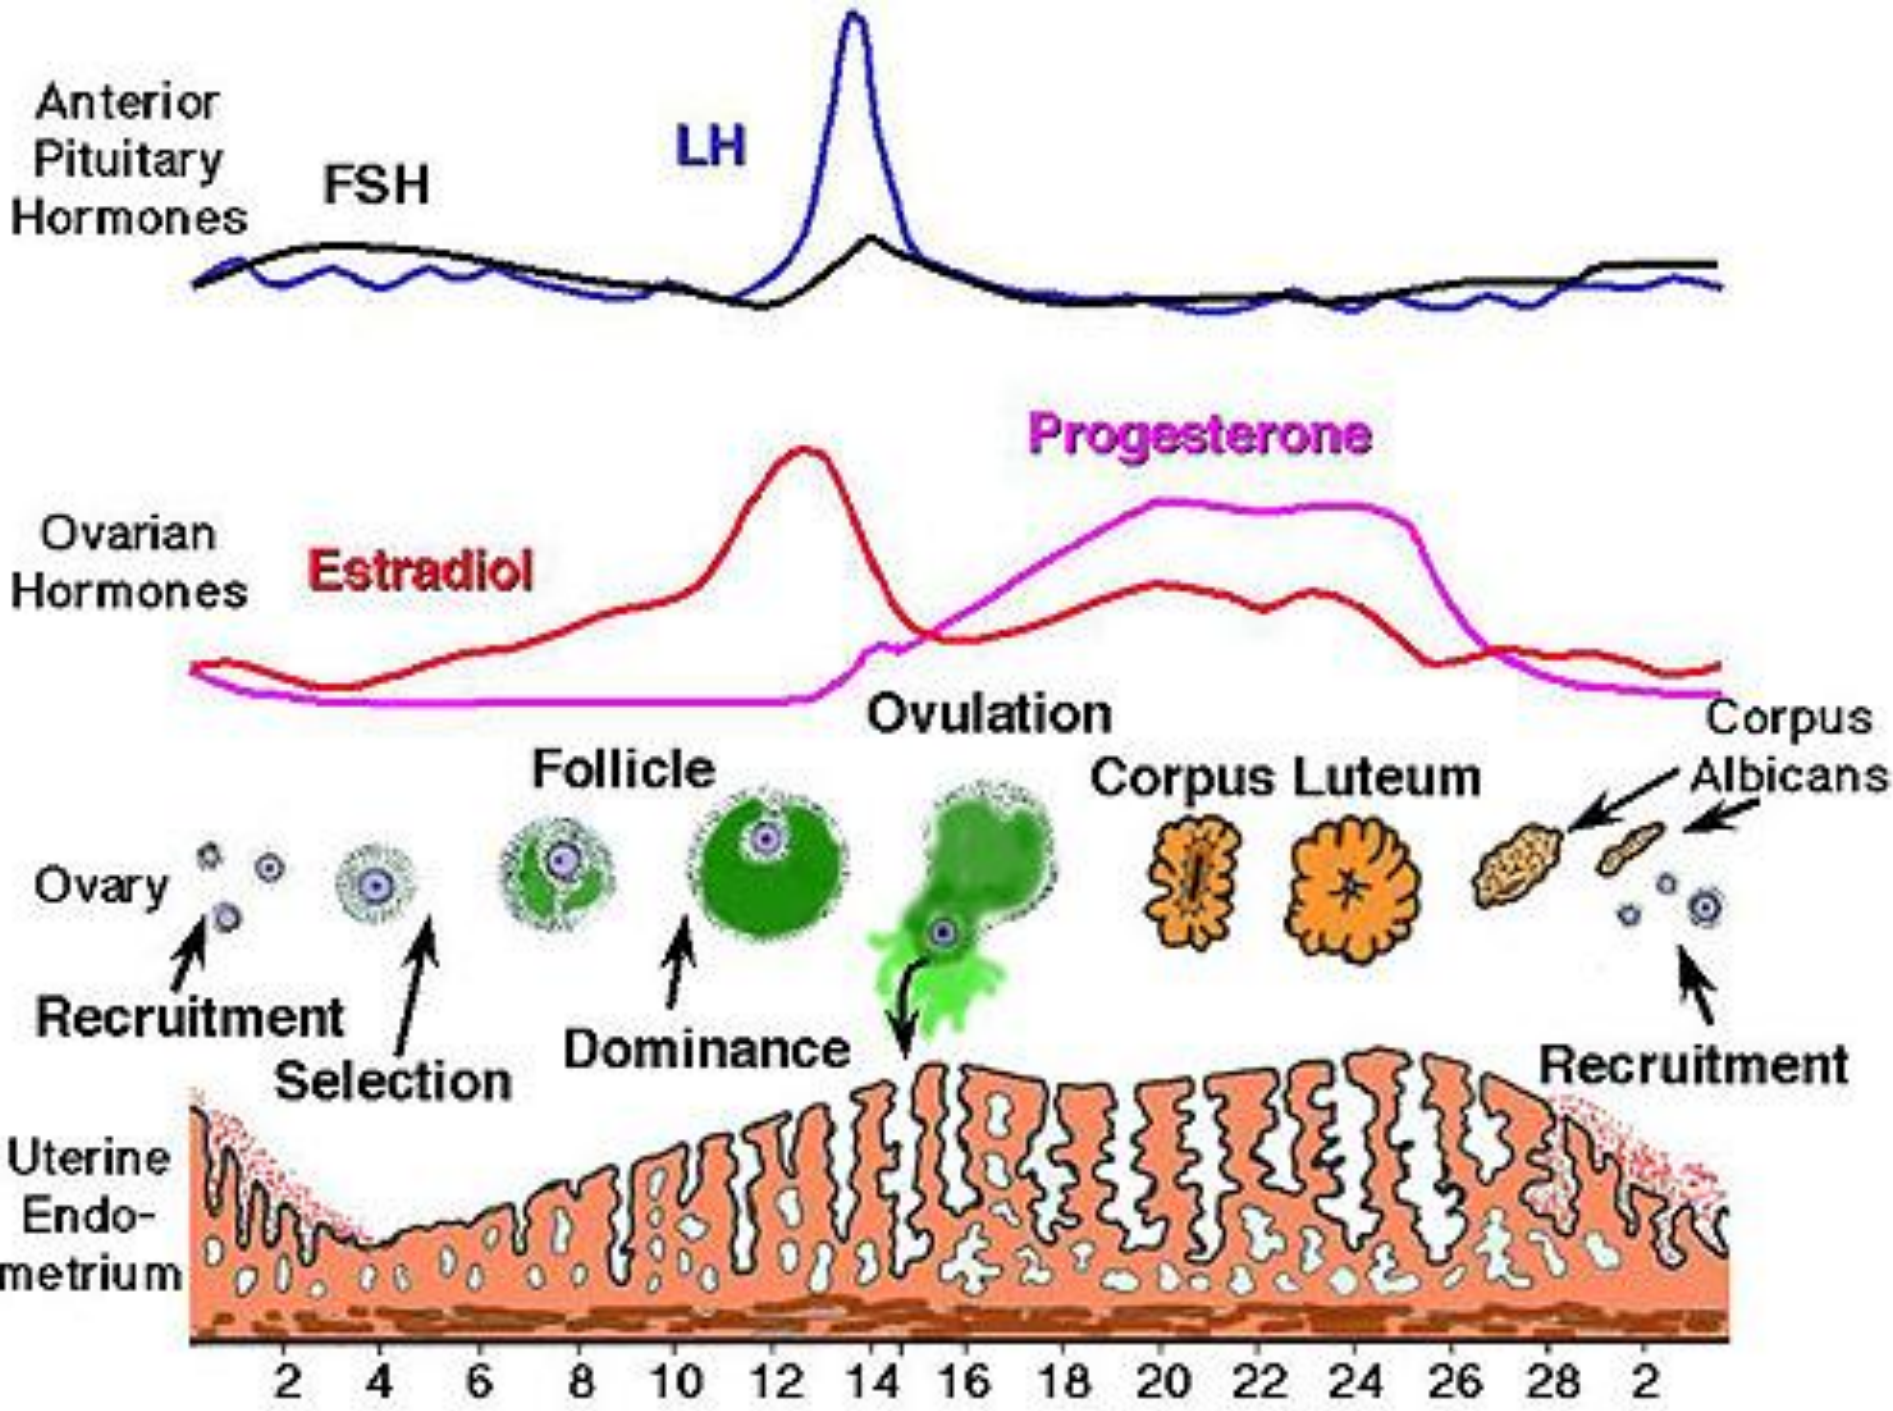 Anterior
Pituitary
Hormones
FSH
LH
Progesterone
Ovarian
Hormones
Estradiol
Ovulation
Corpus
Albicans
Follicle
Corpus Luteum
Ovary
Recruitment
Selection
Dominance
Recruitment
Uterine
Endo-
metrium
2 4 6 8 10 12 14 16 18 20 22 24 26 28 2